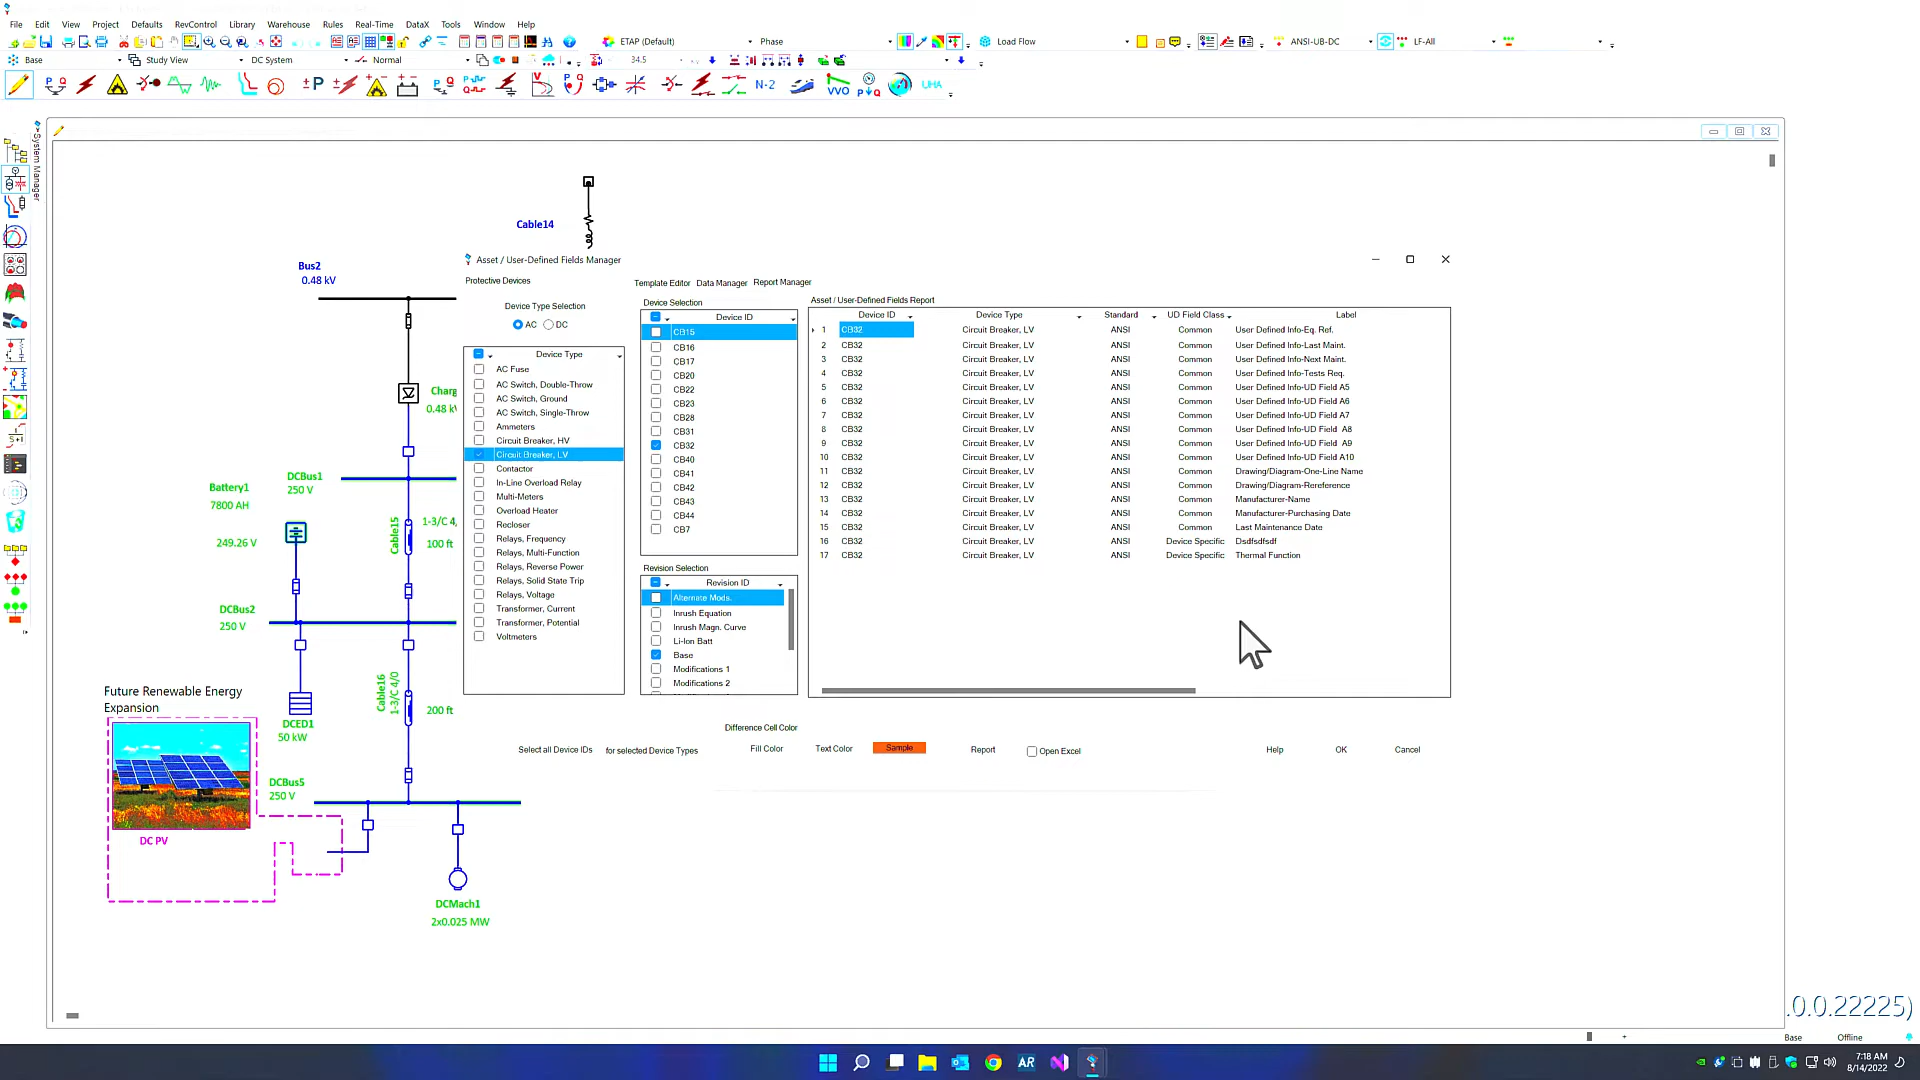 File Edit View Project Defaults RevControl Library Warehouse Rules Real-Time DataX Tools Window Help
ETAP (Default) Phase Load Flow ANSI-UB-DC LF-All
Base Study View DC System Normal 34.5
P N-2 VVO UHA
System Manager
Cable14
Bus2
0.48 kV
Charg
0.48 kV
DCBus1
250 V
Battery1
7800 AH
249.26 V
Cable15
1-3/C 4,
100 ft
DCBus2
250 V
Cable16
1-3/C 4/0
200 ft
Future Renewable Energy
Expansion
DCED1
50 kW
DCBus5
250 V
DC PV
DCMach1
2x0.025 MW
Asset / User-Defined Fields Manager
Protective Devices
Device Type Selection
AC DC
Device Type
AC Fuse
AC Switch, Double-Throw
AC Switch, Ground
AC Switch, Single-Throw
Ammeters
Circuit Breaker, HV
Circuit Breaker, LV
Contactor
In-Line Overload Relay
Multi-Meters
Overload Heater
Recloser
Relays, Frequency
Relays, Multi-Function
Relays, Reverse Power
Relays, Solid State Trip
Relays, Voltage
Transformer, Current
Transformer, Potential
Voltmeters
Template Editor Data Manager Report Manager
Device Selection
Device ID
CB15
CB16
CB17
CB20
CB22
CB23
CB28
CB31
CB32
CB40
CB41
CB42
CB43
CB44
CB7
Revision Selection
Revision ID
Alternate Mods.
Inrush Equation
Inrush Magn. Curve
Li-Ion Batt
Base
Modifications 1
Modifications 2
Asset / User-Defined Fields Report
Device ID Device Type Standard UD Field Class Label
1 CB32 Circuit Breaker, LV ANSI Common User Defined Info-Eq. Ref.
2 CB32 Circuit Breaker, LV ANSI Common User Defined Info-Last Maint.
3 CB32 Circuit Breaker, LV ANSI Common User Defined Info-Next Maint.
4 CB32 Circuit Breaker, LV ANSI Common User Defined Info-Tests Req.
5 CB32 Circuit Breaker, LV ANSI Common User Defined Info-UD Field A5
6 CB32 Circuit Breaker, LV ANSI Common User Defined Info-UD Field A6
7 CB32 Circuit Breaker, LV ANSI Common User Defined Info-UD Field A7
8 CB32 Circuit Breaker, LV ANSI Common User Defined Info-UD Field A8
9 CB32 Circuit Breaker, LV ANSI Common User Defined Info-UD Field A9
10 CB32 Circuit Breaker, LV ANSI Common User Defined Info-UD Field A10
11 CB32 Circuit Breaker, LV ANSI Common Drawing/Diagram-One-Line Name
12 CB32 Circuit Breaker, LV ANSI Common Drawing/Diagram-Rereference
13 CB32 Circuit Breaker, LV ANSI Common Manufacturer-Name
14 CB32 Circuit Breaker, LV ANSI Common Manufacturer-Purchasing Date
15 CB32 Circuit Breaker, LV ANSI Common Last Maintenance Date
16 CB32 Circuit Breaker, LV ANSI Device Specific Dsdfsdfsdf
17 CB32 Circuit Breaker, LV ANSI Device Specific Thermal Function
Difference Cell Color
Select all Device IDs for selected Device Types Fill Color Text Color Sample Report Open Excel Help OK Cancel
.0.0.22225)
Base Offline
AR
7:18 AM
8/14/2022